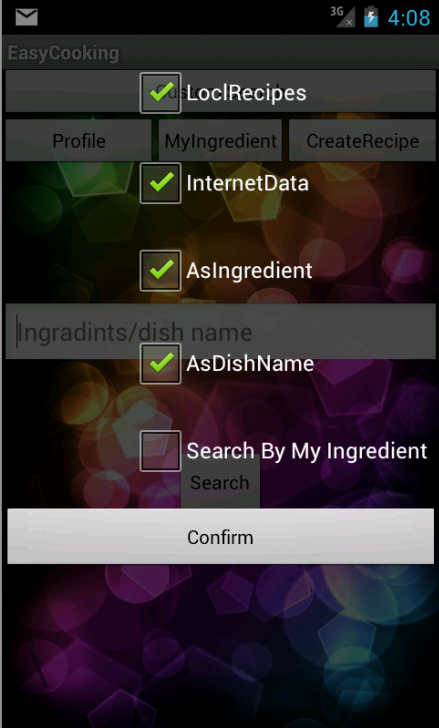 3G 4:08
EasyCooking
LoclRecipes
Profile MyIngredient CreateRecipe
InternetData
AsIngredient
Ingradints/dish name
AsDishName
Search By My Ingredient
Search
Confirm